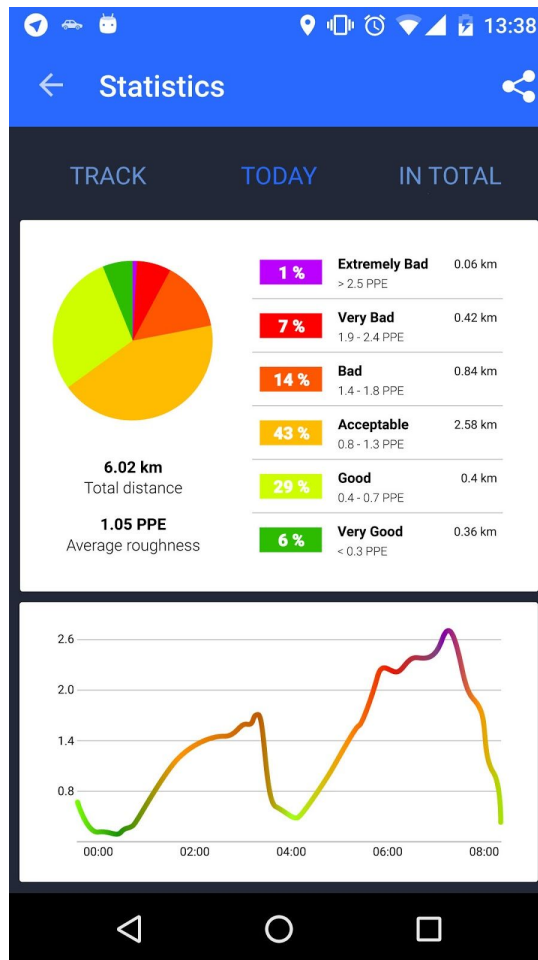 13:38
Statistics
TRACK TODAY IN TOTAL
1 % Extremely Bad 0.06 km
> 2.5 PPE
7 % Very Bad 0.42 km
1.9 - 2.4 PPE
14 % Bad 0.84 km
1.4 - 1.8 PPE
43 % Acceptable 2.58 km
0.8 - 1.3 PPE
29 % Good 0.4 km
0.4 - 0.7 PPE
6 % Very Good 0.36 km
< 0.3 PPE
6.02 km
Total distance
1.05 PPE
Average roughness
2.6
2.0
1.4
0.8
00:00 02:00 04:00 06:00 08:00